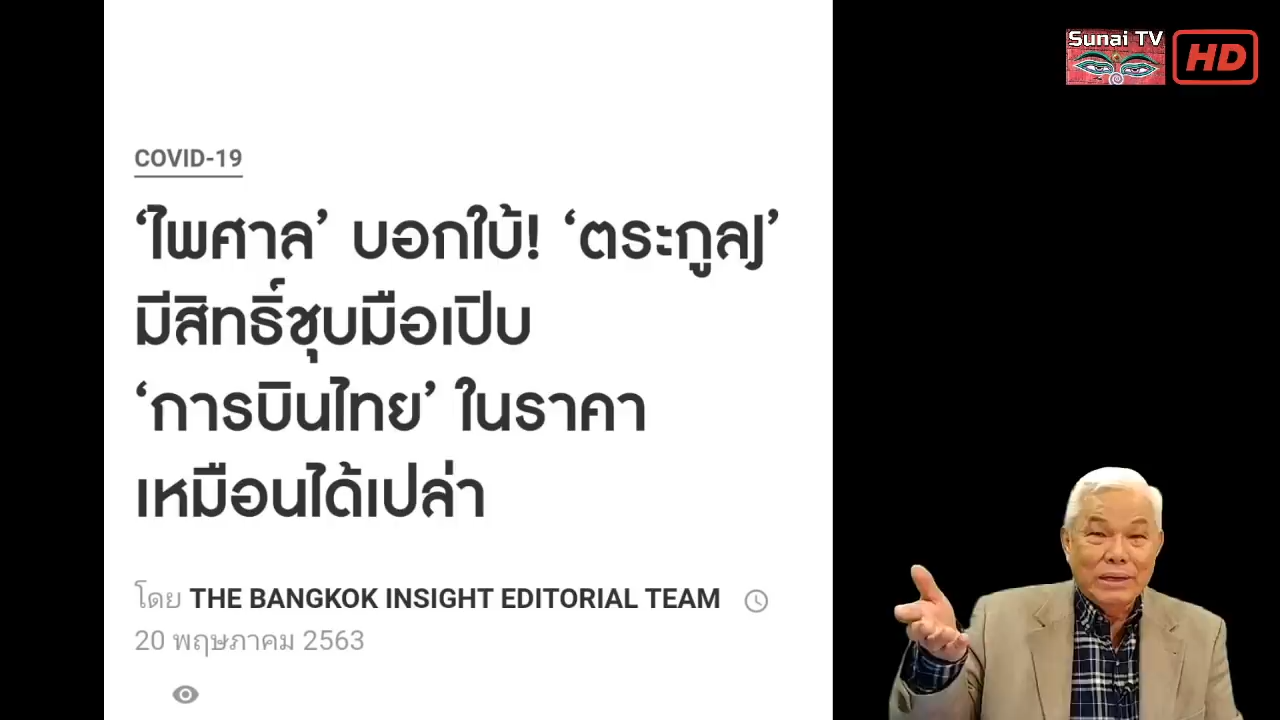 Sunai TV
HD
COVID-19
‘ไพศาล’ บอกใบ้! ‘ตระกูลJ’
มีสิทธิ์ชุบมือเปิบ
‘การบินไทย’ ในราคา
เหมือนได้เปล่า
โดย THE BANGKOK INSIGHT EDITORIAL TEAM
20 พฤษภาคม 2563